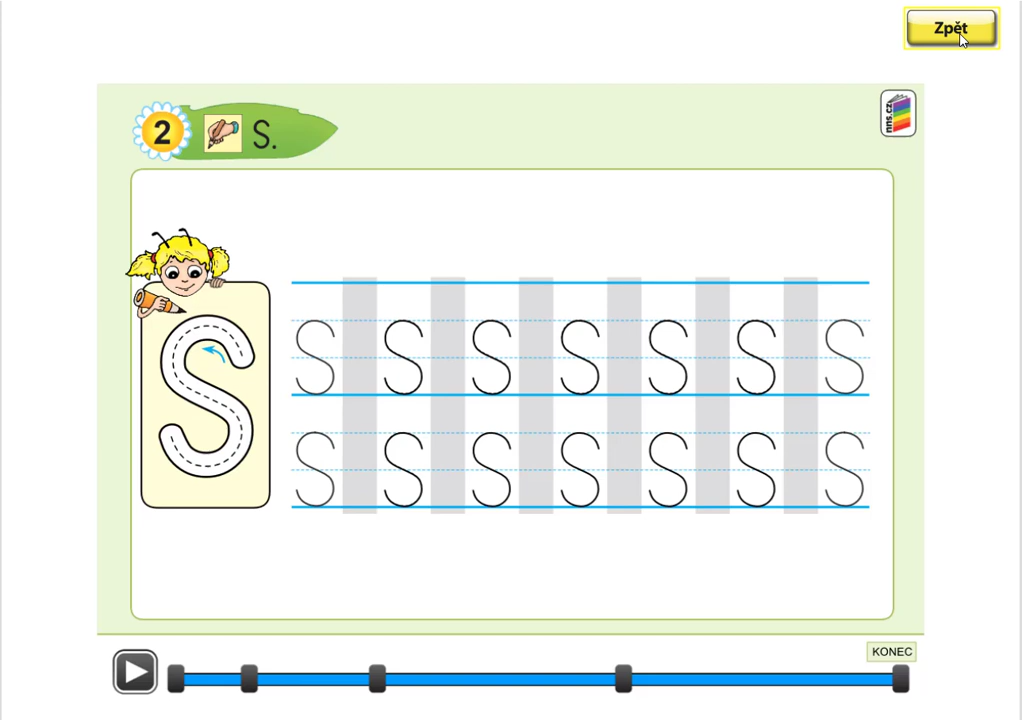 Zpět
2 S.
nns.cz
S
S S S S S S S
S S S S S S S
KONEC